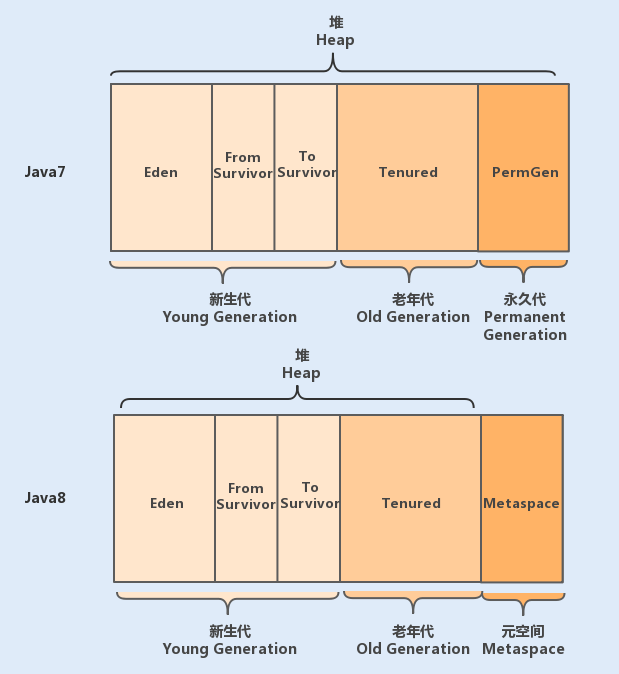 堆
Heap
Java7
Eden
From
Survivor
To
Survivor
Tenured
PermGen
新生代
Young Generation
老年代
Old Generation
永久代
Permanent
Generation
堆
Heap
Java8
Eden
From
Survivor
To
Survivor
Tenured
Metaspace
新生代
Young Generation
老年代
Old Generation
元空间
Metaspace